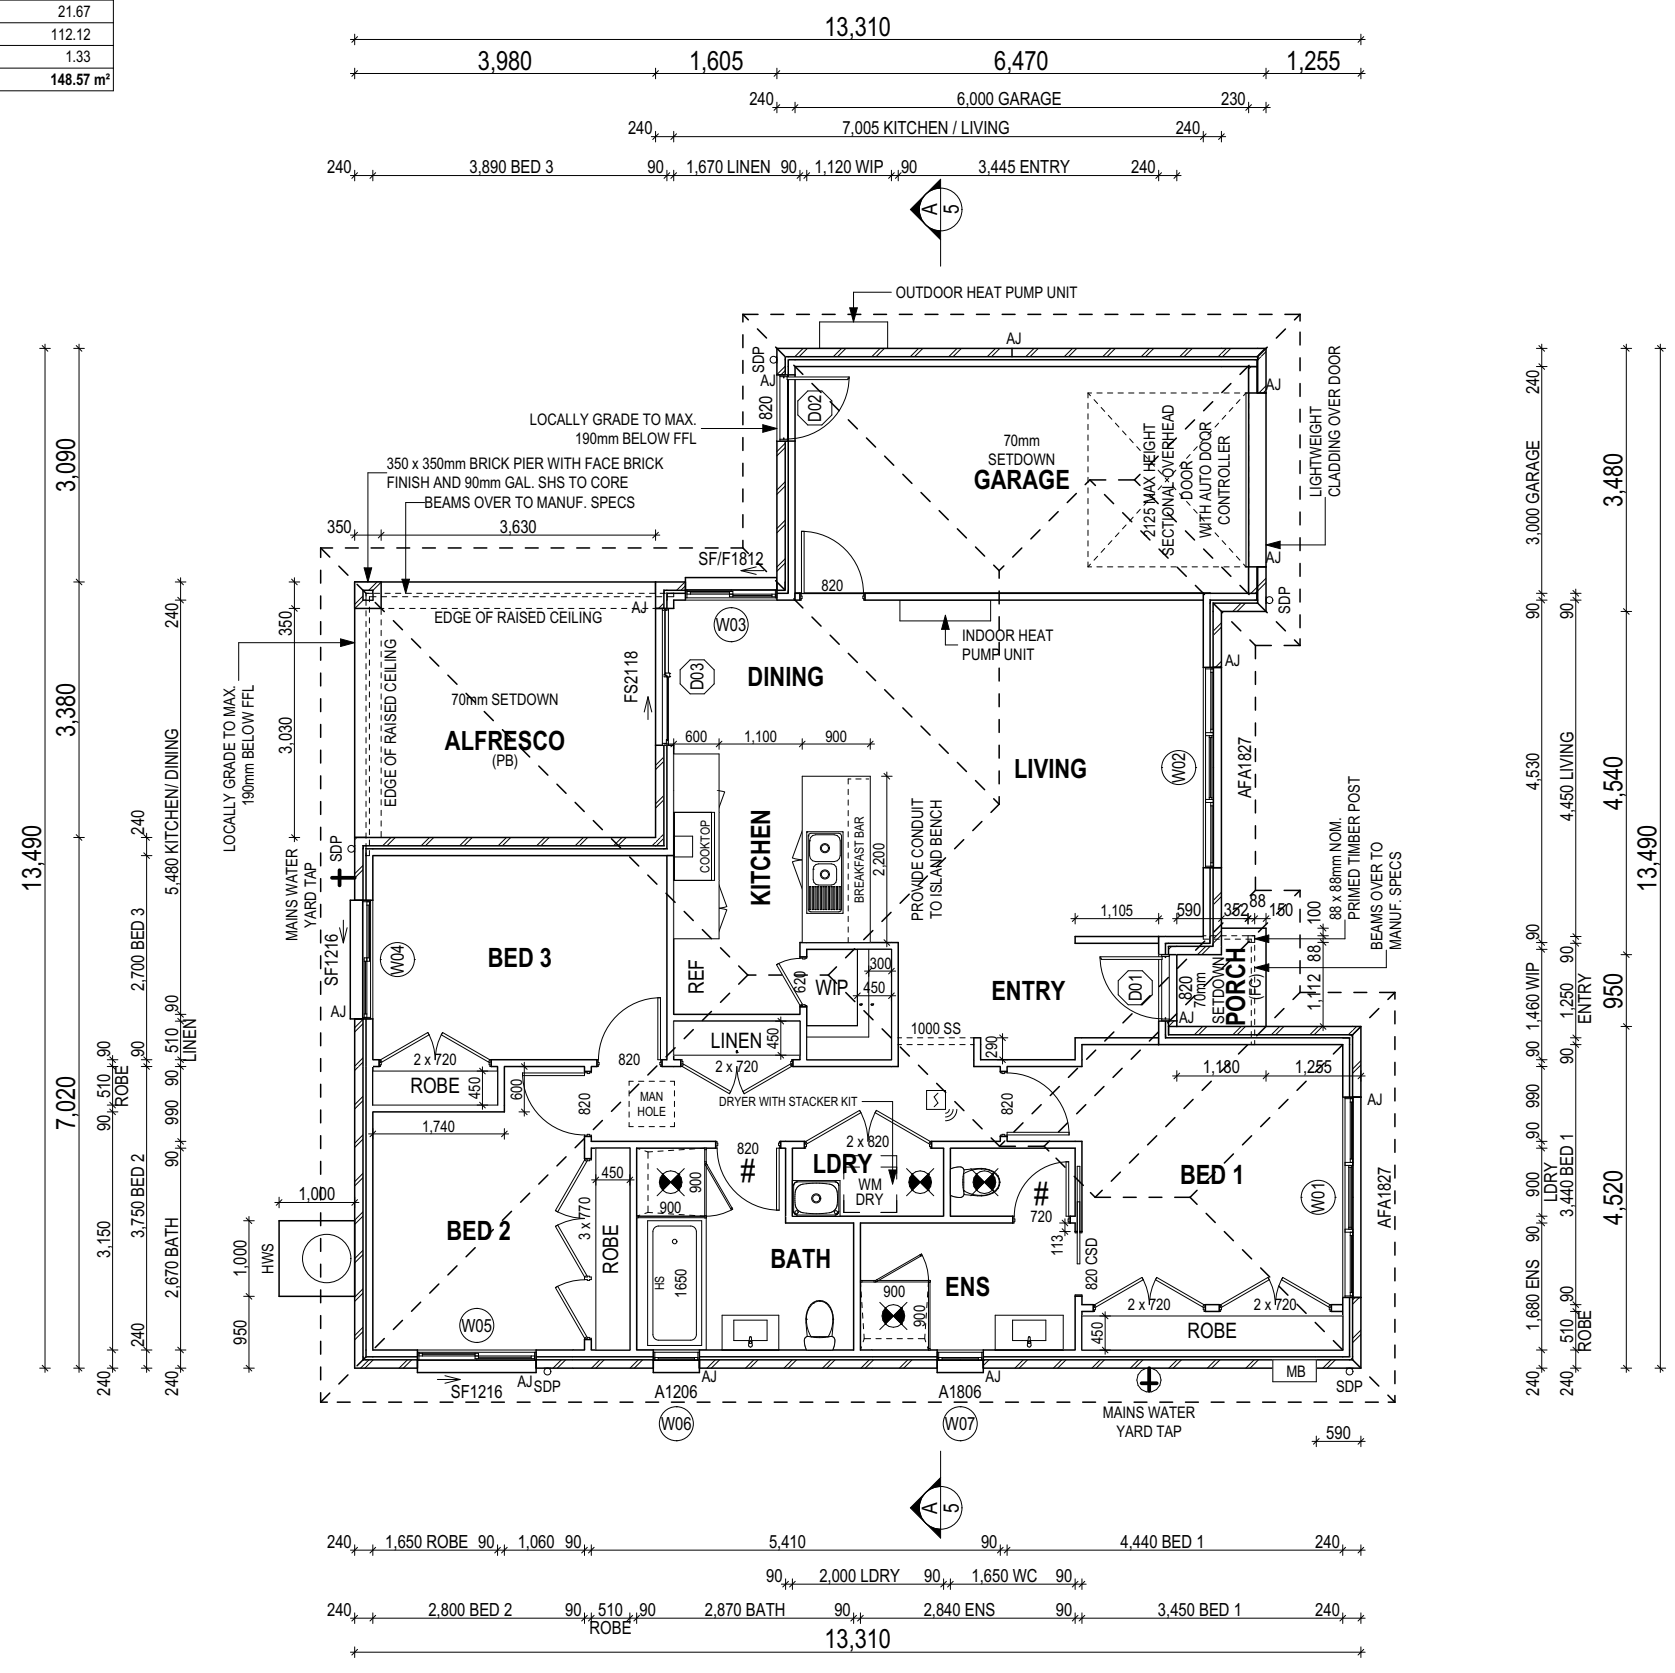 21.67
112.12
1.33
148.57 m²
13,310
3,980 1,605 6,470 1,255
240 6,000 GARAGE 230
240 7,005 KITCHEN / LIVING 240
240 3,890 BED 3 90 1,670 LINEN 90 1,120 WIP 90 3,445 ENTRY 240
A 5
OUTDOOR HEAT PUMP UNIT
AJ
SDP
AJ
820
D02
LOCALLY GRADE TO MAX.
190mm BELOW FFL
350 x 350mm BRICK PIER WITH FACE BRICK
FINISH AND 90mm GAL. SHS TO CORE
BEAMS OVER TO MANUF. SPECS
70mm
SETDOWN
GARAGE
2125 MAX HEIGHT
SECTIONAL OVERHEAD
DOOR
WITH AUTO DOOR
CONTROLLER
AJ
AJ
SDP
LIGHTWEIGHT
CLADDING OVER DOOR
350 3,630
SF/F1812
820
W03
INDOOR HEAT
PUMP UNIT
AJ
EDGE OF RAISED CEILING
EDGE OF RAISED CEILING
70mm SETDOWN
ALFRESCO
(PB)
FS2118
D03
DINING
LIVING
W02
AFA1827
AJ
600 1,100 900
KITCHEN
COOKTOP
BREAKFAST BAR
2,200
PROVIDE CONDUIT
TO ISLAND BENCH
LOCALLY GRADE TO MAX.
190mm BELOW FFL
350
3,030
SDP
MAINS WATER
YARD TAP
SF1216
W04
AJ
BED 3
REF
620
WIP
300
450
ENTRY
1,105 590 352 88 150
100
88
1,112
88 x 88mm NOM.
PRIMED TIMBER POST
BEAMS OVER TO
MANUF. SPECS
D01
820
70mm
SETDOWN
PORCH
(FC)
AJ
1000 SS
290
LINEN
450
2 x 720
2 x 720
820
ROBE
450
600
820
MAN
HOLE
DRYER WITH STACKER KIT
820
1,180 1,255
AJ
1,740
820
#
2 x 820
LDRY
WM
DRY
#
720
BED 1
W01
AFA1827
1,000
1,000
950
HWS
BED 2
450
3 x 770
ROBE
900
900
HS
1650
BATH
ENS
900
900
113
820 CSD
2 x 720 2 x 720
450
ROBE
W05
SF1216
AJ
SDP
A1206
AJ
W06
A1806
AJ
W07
MAINS WATER
YARD TAP
MB
SDP
590
13,490
3,090
3,380
7,020
240
5,480 KITCHEN/ DINING
90
510
LINEN
90
990
90
2,670 BATH
240
240
2,700 BED 3
90
3,750 BED 2
240
90
510
ROBE
90
3,150
240
240
3,000 GARAGE
90
4,530
90
1,460 WIP
90
990
90
900
LDRY
90
1,680 ENS
240
90
4,450 LIVING
90
1,250
ENTRY
90
3,440 BED 1
90
510
ROBE
240
3,480
4,540
950
4,520
13,490
A 5
240 1,650 ROBE 90 1,060 90 5,410 90 4,440 BED 1 240
90 2,000 LDRY 90 1,650 WC 90
240 2,800 BED 2 90 510 90 2,870 BATH 90 2,840 ENS 90 3,450 BED 1 240
ROBE
13,310